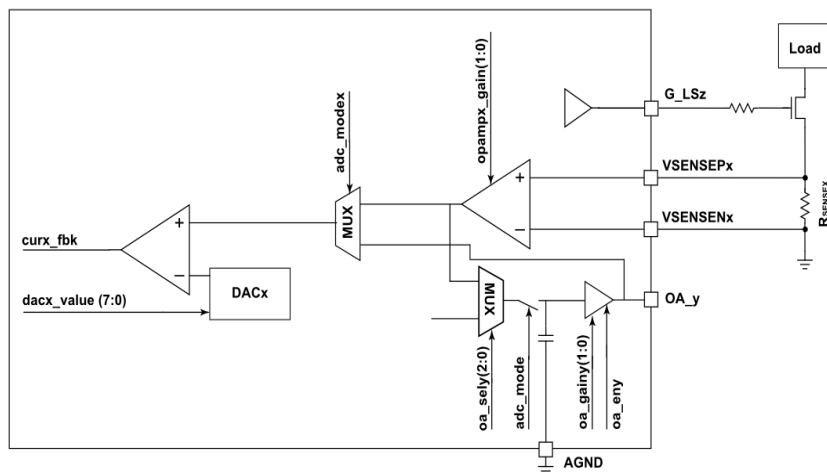 Load
G_LSz
opampx_gain(1:0)
adc_modex
VSENSEPx
+
MUX
VSENSENx
RSENSEX
+
−
curx_fbk
−
DACx
dacx_value (7:0)
MUX
OA_y
oa_sely(2:0)
adc_mode
oa_gainy(1:0)
oa_eny
AGND